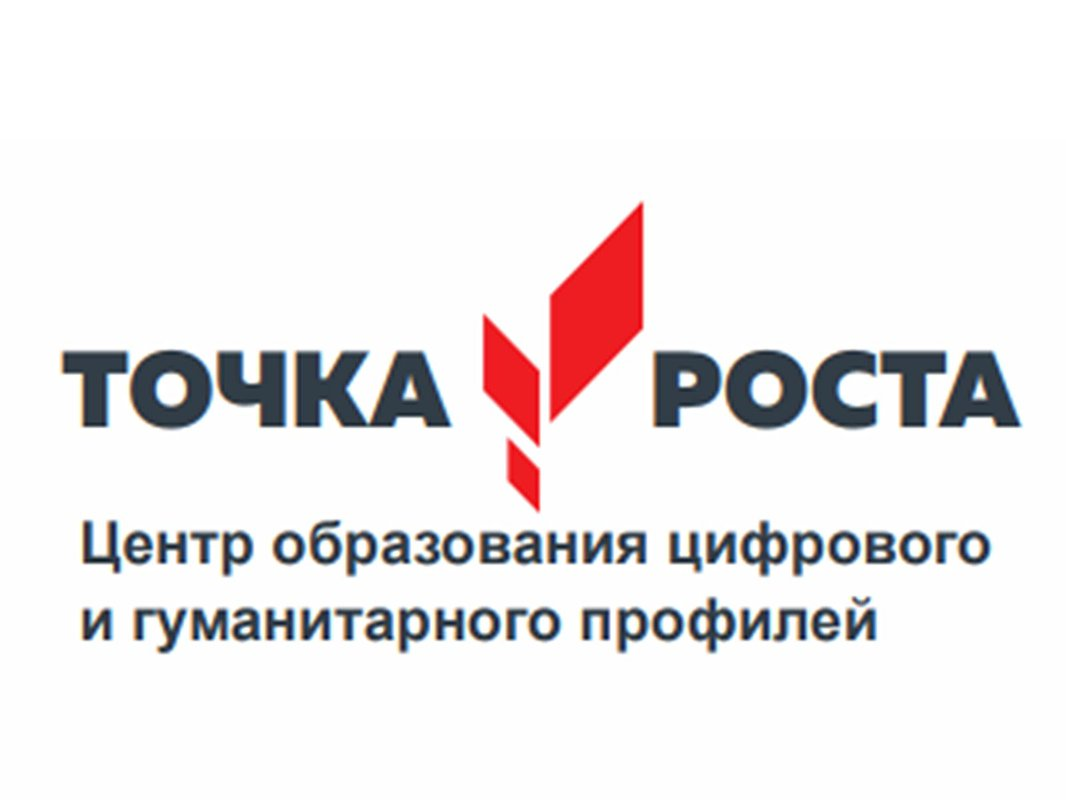 ТОЧКА РОСТА
Центр образования цифрового
и гуманитарного профилей